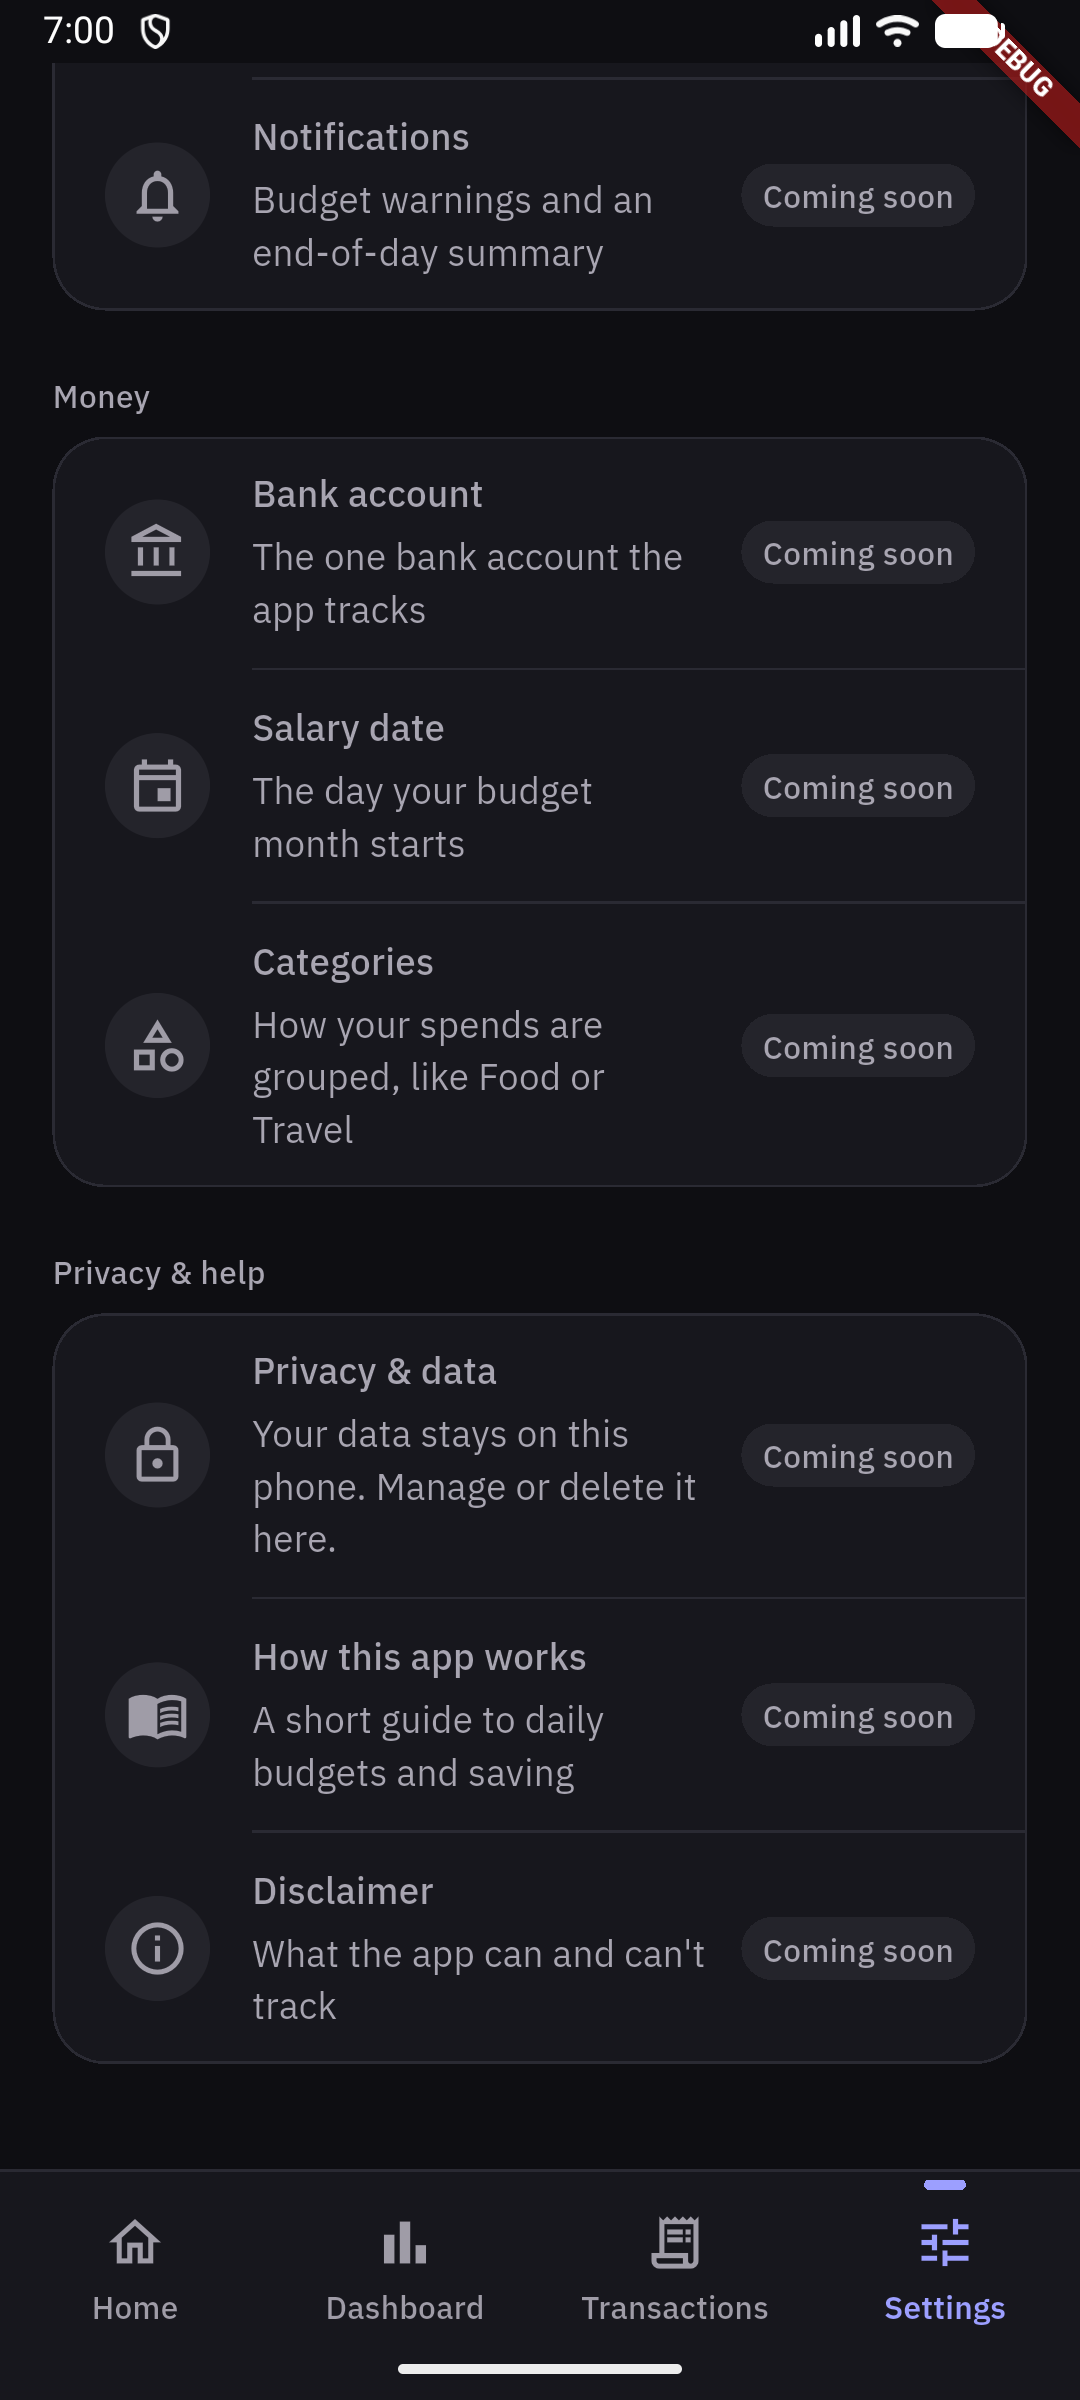 7:00
EBUG
Notifications
Budget warnings and an
end-of-day summary
Coming soon
Money
Bank account
The one bank account the
app tracks
Coming soon
Salary date
The day your budget
month starts
Coming soon
Categories
How your spends are
grouped, like Food or
Travel
Coming soon
Privacy & help
Privacy & data
Your data stays on this
phone. Manage or delete it
here.
Coming soon
How this app works
A short guide to daily
budgets and saving
Coming soon
Disclaimer
What the app can and can't
track
Coming soon
Home
Dashboard
Transactions
Settings